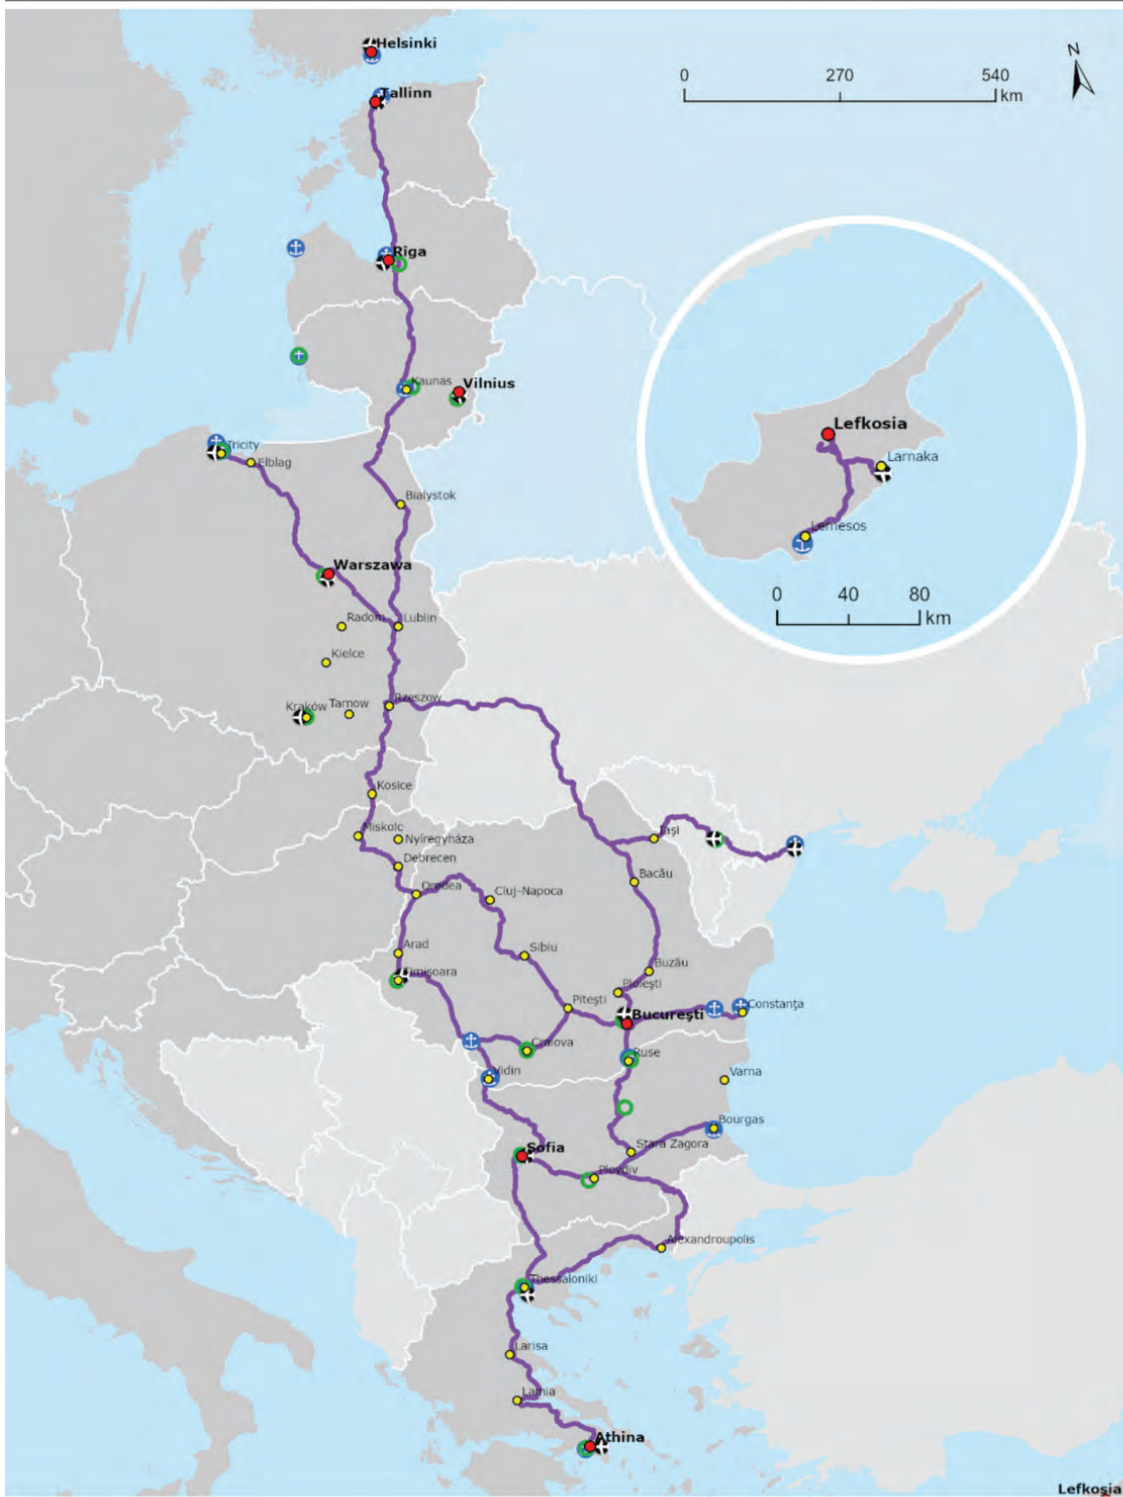 Helsinki
N
0 270 540
km
Tallinn
Rīga
Kaunas
Vilnius
Lefkosia
Larnaka
Lemesos
0 40 80
km
Tricity
Elblag
Bialystok
Warszawa
Radom
Lublin
Kielce
Kraków
Tarnow
Rzeszow
Kosice
Miskolc
Nyíregyháza
Debrecen
Iaşi
Oradea
Cluj-Napoca
Bacău
Arad
Sibiu
Timişoara
Buzău
Ploieşti
Piteşti
Bucureşti
Constanţa
Craiova
Ruse
Vidin
Varna
Bourgas
Sofia
Stara Zagora
Plovdiv
Alexandroupolis
Thessaloniki
Larisa
Lamia
Athina
Lefkosia